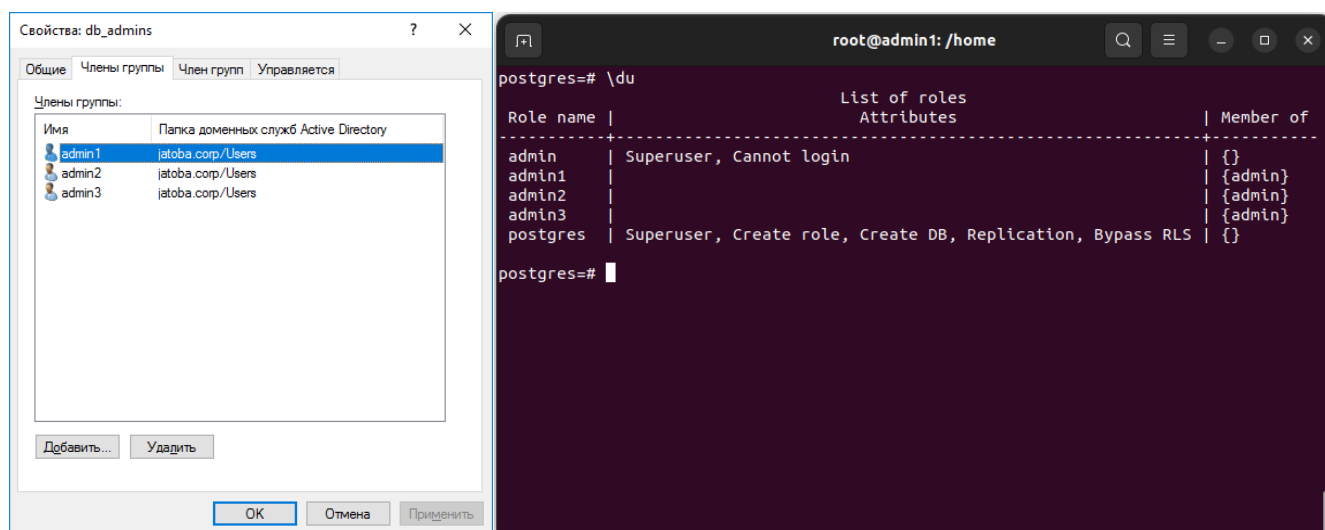 Свойства: db_admins ? ×
Общие Члены группы Член групп Управляется
Члены группы:
Имя Папка доменных служб Active Directory
admin1 jatoba.corp/Users
admin2 jatoba.corp/Users
admin3 jatoba.corp/Users
Добавить... Удалить
OK Отмена Применить
root@admin1: /home
postgres=# \du
List of roles
Role name | Attributes | Member of
-----------+------------------------------------------------------------+-----------
admin | Superuser, Cannot login | {}
admin1 | | {admin}
admin2 | | {admin}
admin3 | | {admin}
postgres | Superuser, Create role, Create DB, Replication, Bypass RLS | {}
postgres=#